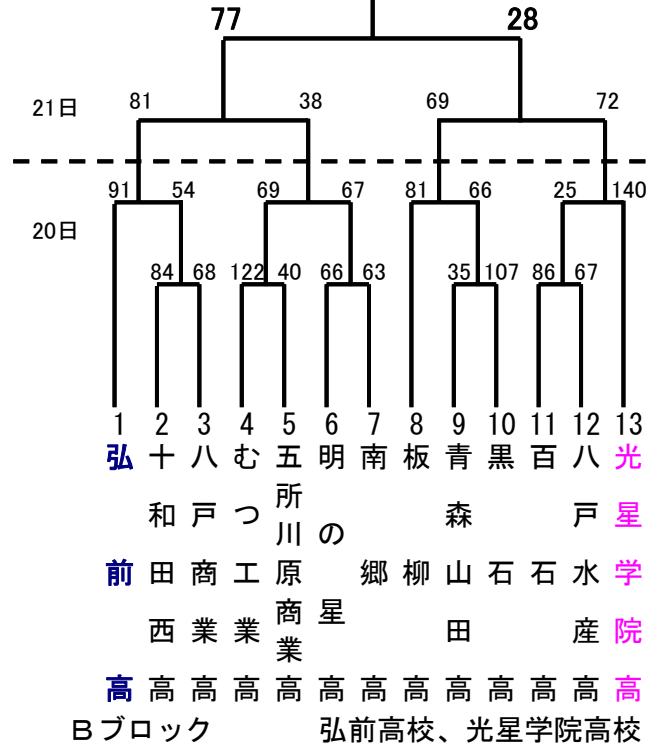 77 28
21日 81 38 69 72
91 54 69 67 81 66 25 140
20日
84 68 122 40 66 63 35 107 86 67
1 2 3 4 5 6 7 8 9 10 11 12 13
弘前高
十和田西高
八戸商業高
むつ工業高
五所川原商業高
明の星高
南郷高
板柳高
青森山田高
黒石高
百石高
八戸水産高
光星学院高
Bブロック 弘前高校、光星学院高校